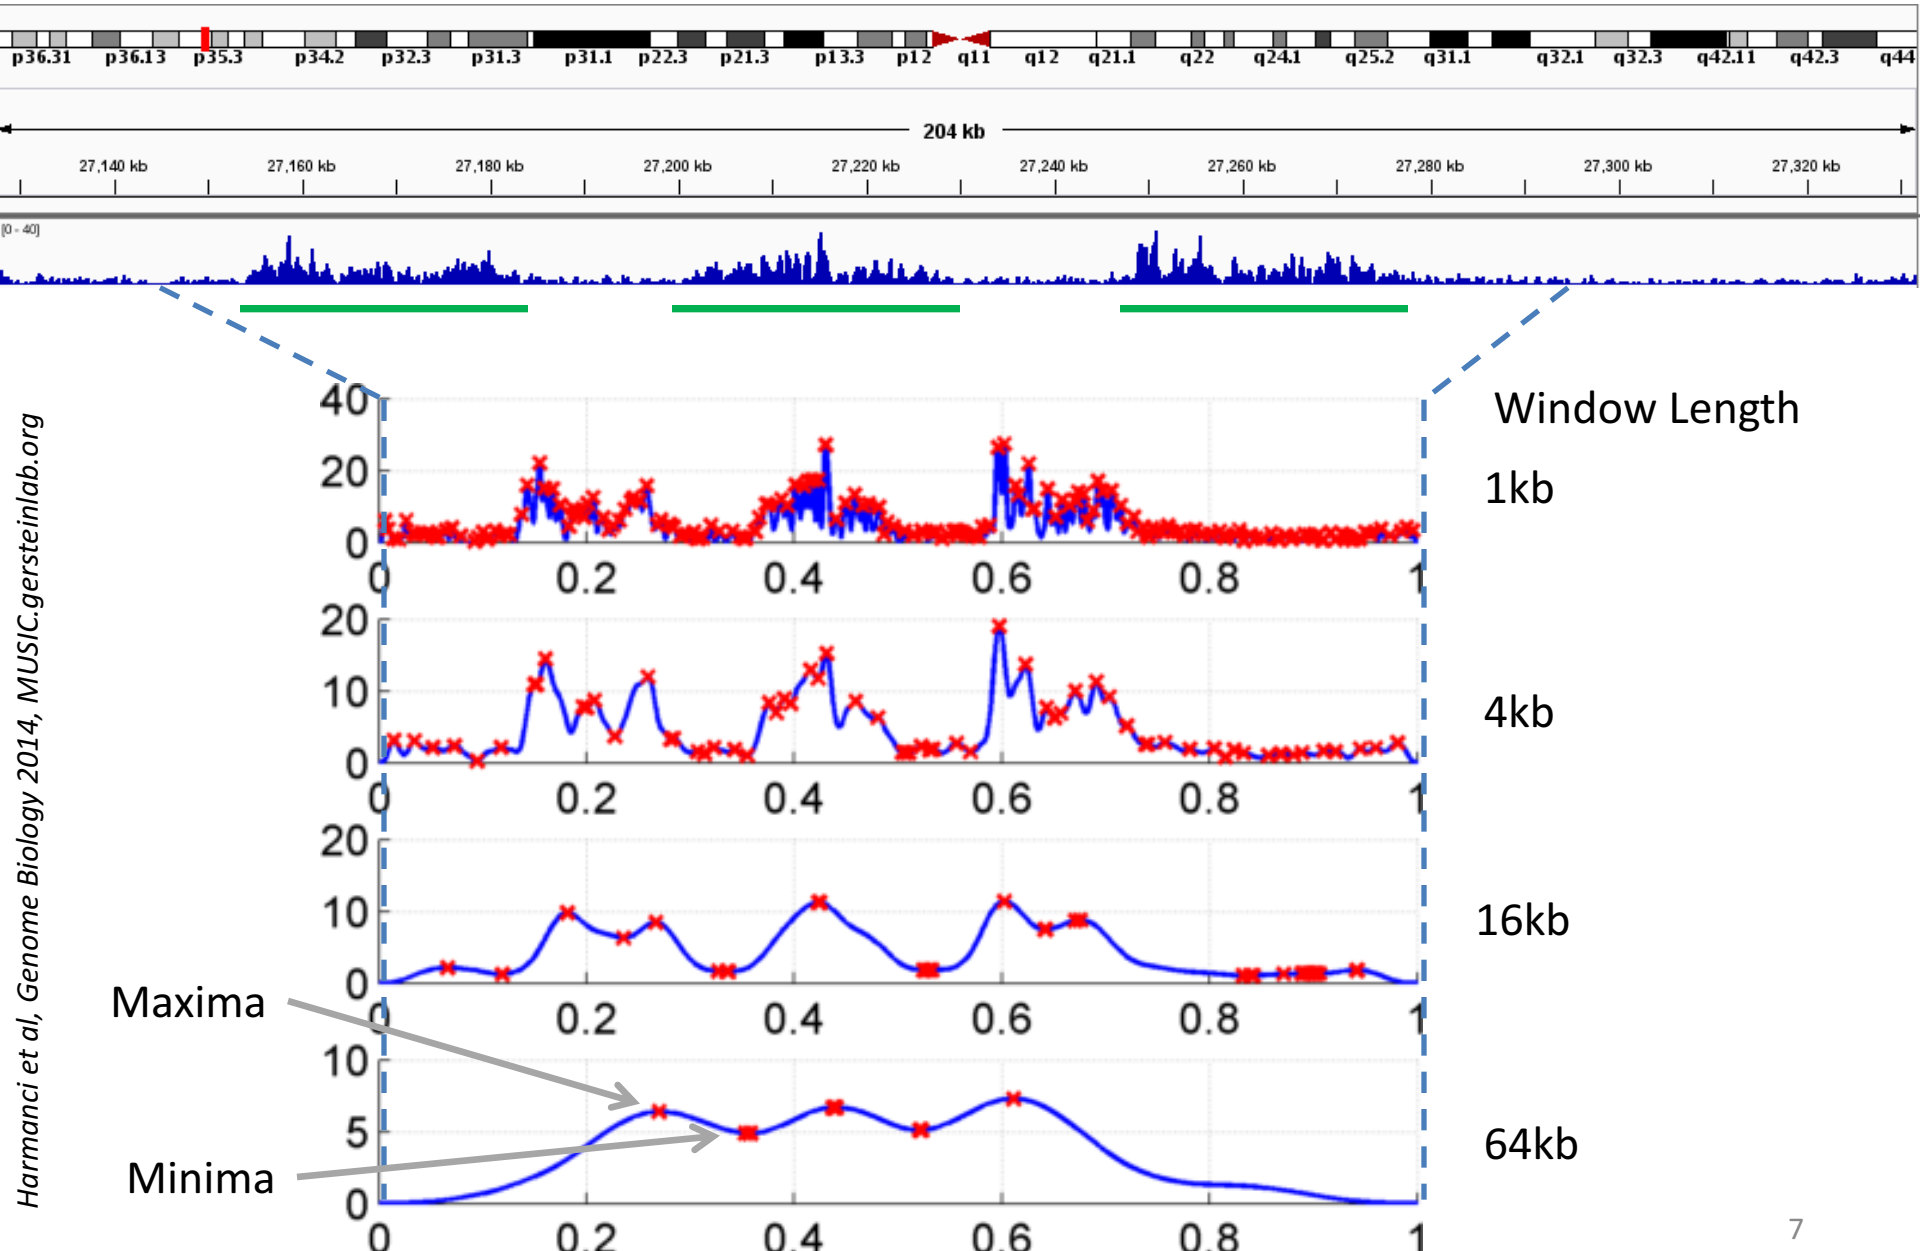 p36.31 p36.13 p35.3 p34.2 p32.3 p31.3 p31.1 p22.3 p21.3 p13.3 p12 q11 q12 q21.1 q22 q24.1 q25.2 q31.1 q32.1 q32.3 q42.11 q42.3 q44
204 kb
27,140 kb 27,160 kb 27,180 kb 27,200 kb 27,220 kb 27,240 kb 27,260 kb 27,280 kb 27,300 kb 27,320 kb
[0 - 40]
Harmanci et al, Genome Biology 2014, MUSIC.gersteinlab.org
Window Length
40
20
0
0 0.2 0.4 0.6 0.8 1
1kb
20
10
0
0 0.2 0.4 0.6 0.8 1
4kb
20
10
0
0 0.2 0.4 0.6 0.8 1
16kb
Maxima
Minima
10
5
0
0 0.2 0.4 0.6 0.8 1
64kb
7